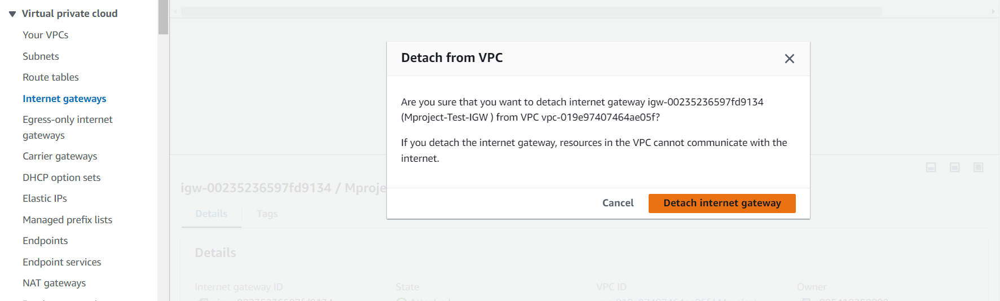 Virtual private cloud
Your VPCs
Subnets
Route tables
Internet gateways
Egress-only internet
gateways
Carrier gateways
DHCP option sets
Elastic IPs
Managed prefix lists
Endpoints
Endpoint services
NAT gateways
Detach from VPC
Are you sure that you want to detach internet gateway igw-00235236597fd9134
(Mproject-Test-IGW ) from VPC vpc-019e97407464ae05f?
If you detach the internet gateway, resources in the VPC cannot communicate with the
internet.
Cancel
Detach internet gateway
igw-00235236597fd9134 / Mproje
Details
Tags
Details
Internet gateway ID
State
VPC ID
Owner